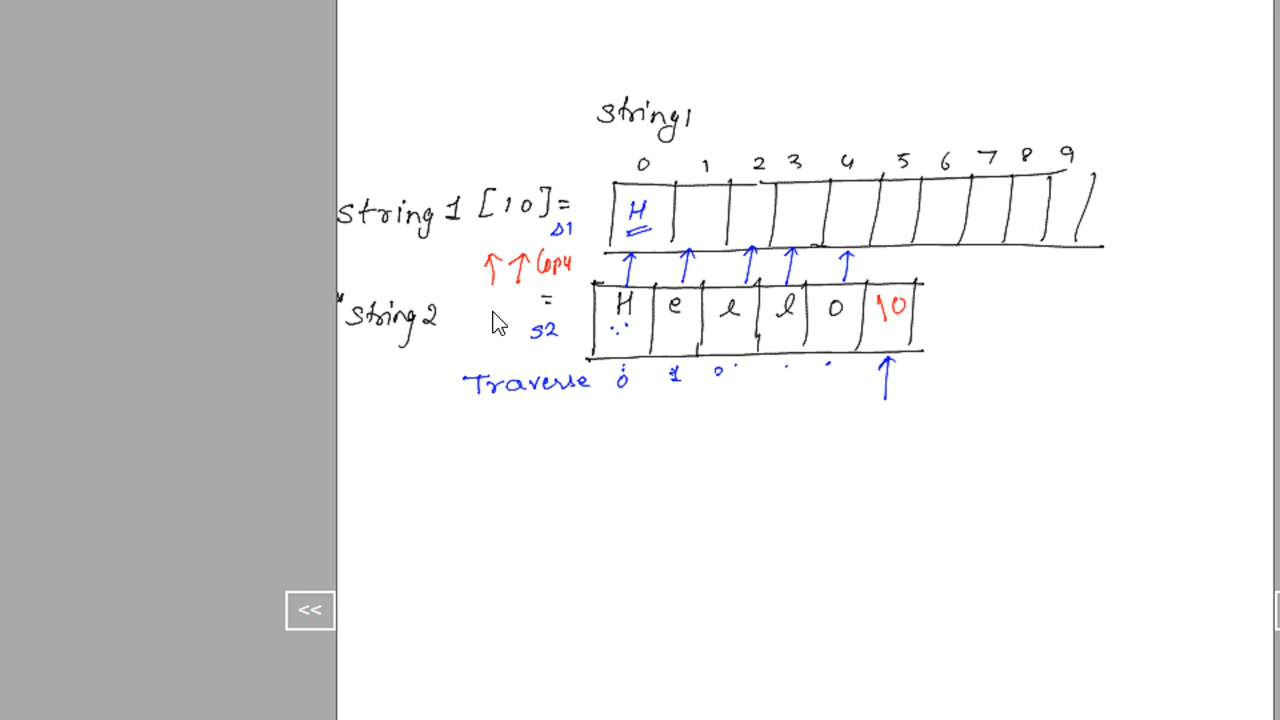 string1
0 1 2 3 4 5 6 7 8 9
string 1 [10] = H
s1
↑ ↑ Copy
*string2 = H e l l o \0
s2
Traverse 0 1
<<